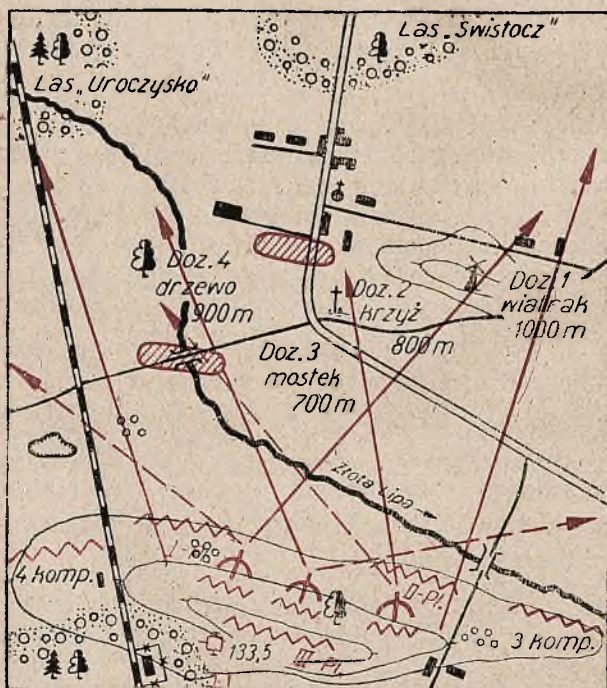 Las „Swistocz"
Las „Uroczysko"
Doz. 4
drzewo
900 m
Doz. 2
krzyż
800 m
Doz. 1
wiatrak
1000 m
Doz. 3
mostek
700 m
Złota Lipa
4 komp.
I
II-Pl.
133,5
III-Pl.
3 komp.